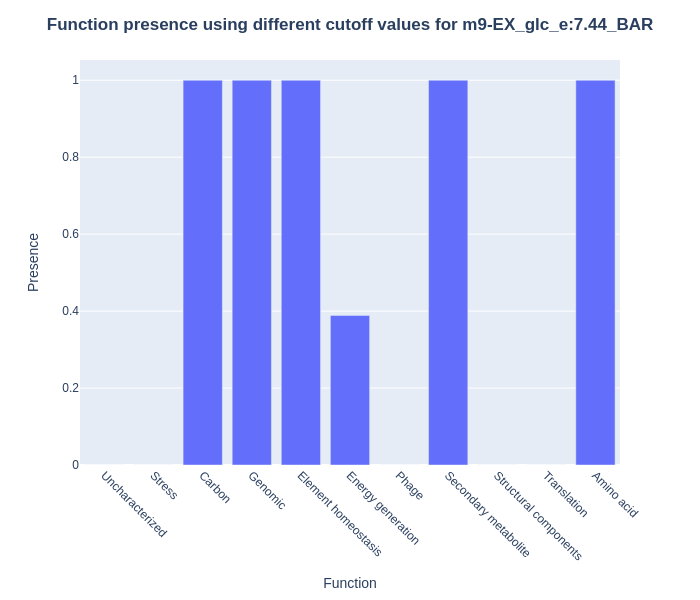 Function presence using different cutoff values for m9-EX_glc_e:7.44_BAR
1
0.8
0.6
0.4
0.2
0
Presence
Uncharacterized
Stress
Carbon
Genomic
Element homeostasis
Energy generation
Phage
Secondary metabolite
Structural components
Translation
Amino acid
Function